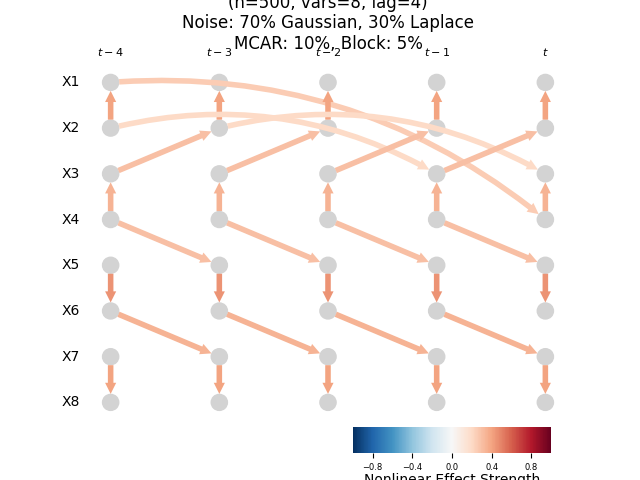 (n=500, vars=8, lag=4)
Noise: 70% Gaussian, 30% Laplace
MCAR: 10%, Block: 5%
t − 4 t − 3 t − 2 t − 1 t
X1
X2
X3
X4
X5
X6
X7
X8
−0.8 −0.4 0.0 0.4 0.8
Nonlinear Effect Strength